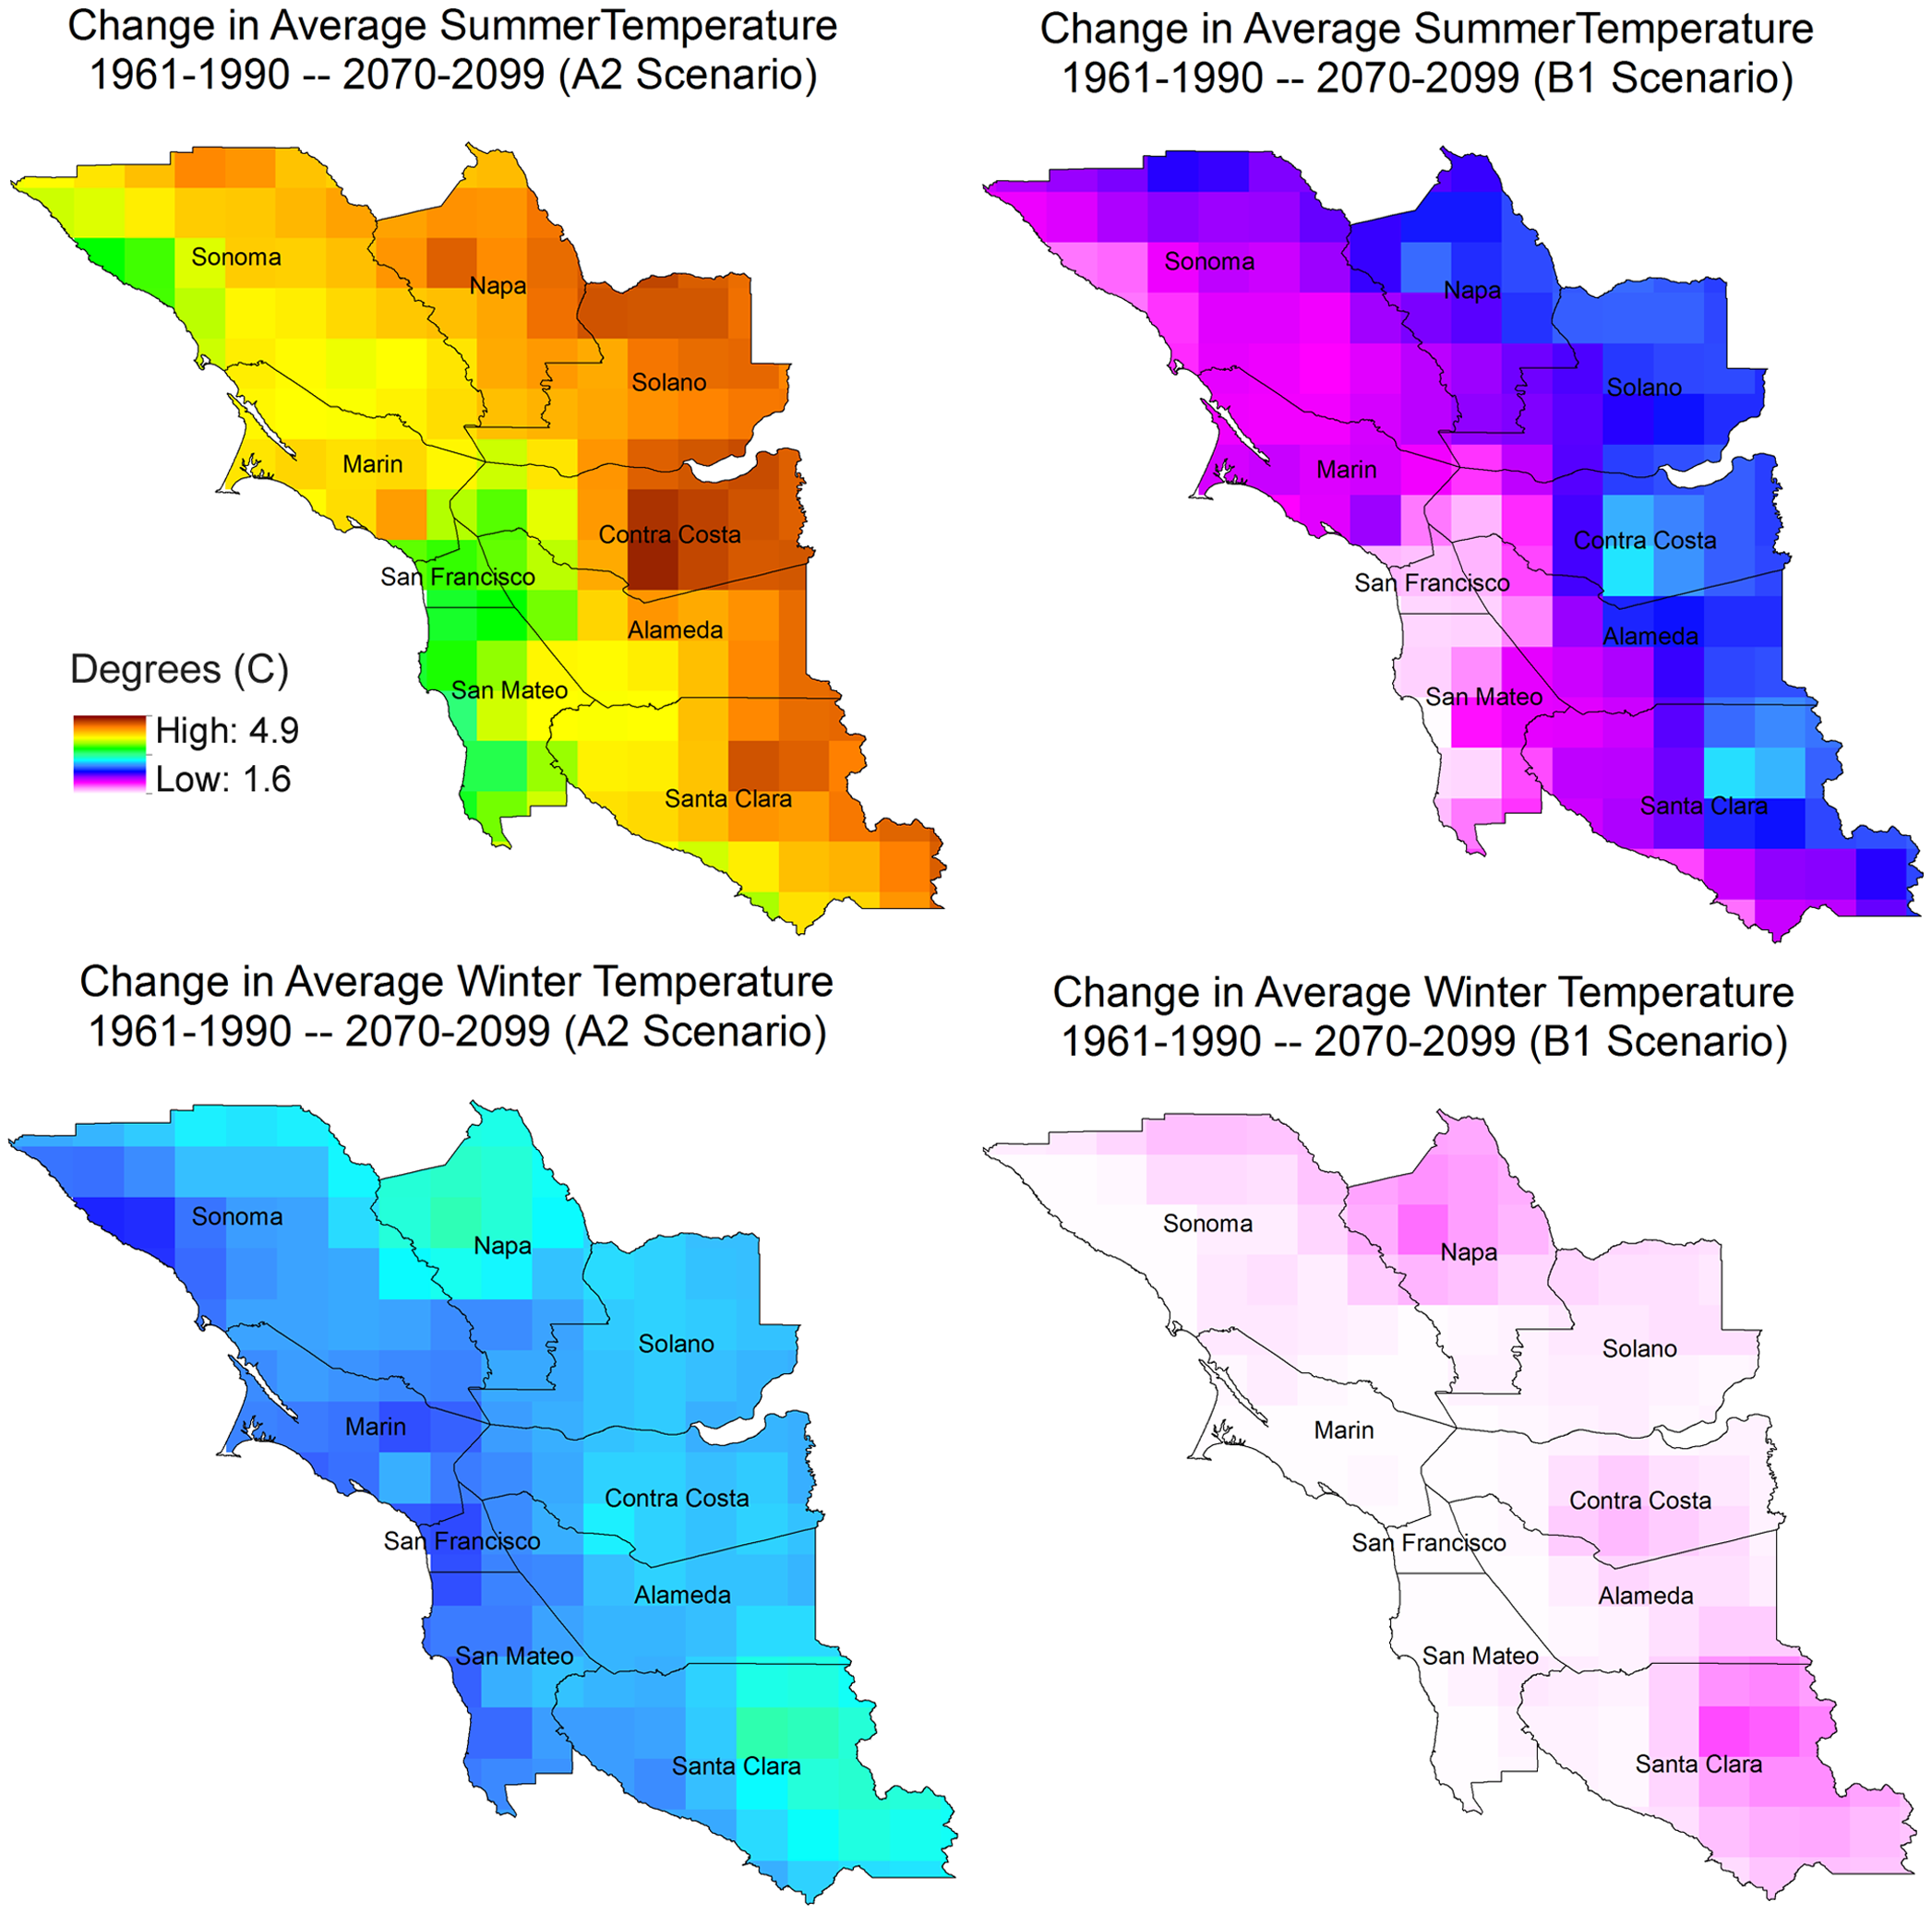 Change in Average SummerTemperature
1961-1990 -- 2070-2099 (A2 Scenario)
Sonoma
Napa
Solano
Marin
Contra Costa
San Francisco
Alameda
San Mateo
Santa Clara
Degrees (C)
High: 4.9
Low: 1.6
Change in Average SummerTemperature
1961-1990 -- 2070-2099 (B1 Scenario)
Sonoma
Napa
Solano
Marin
Contra Costa
San Francisco
Alameda
San Mateo
Santa Clara
Change in Average Winter Temperature
1961-1990 -- 2070-2099 (A2 Scenario)
Sonoma
Napa
Solano
Marin
Contra Costa
San Francisco
Alameda
San Mateo
Santa Clara
Change in Average Winter Temperature
1961-1990 -- 2070-2099 (B1 Scenario)
Sonoma
Napa
Solano
Marin
Contra Costa
San Francisco
Alameda
San Mateo
Santa Clara